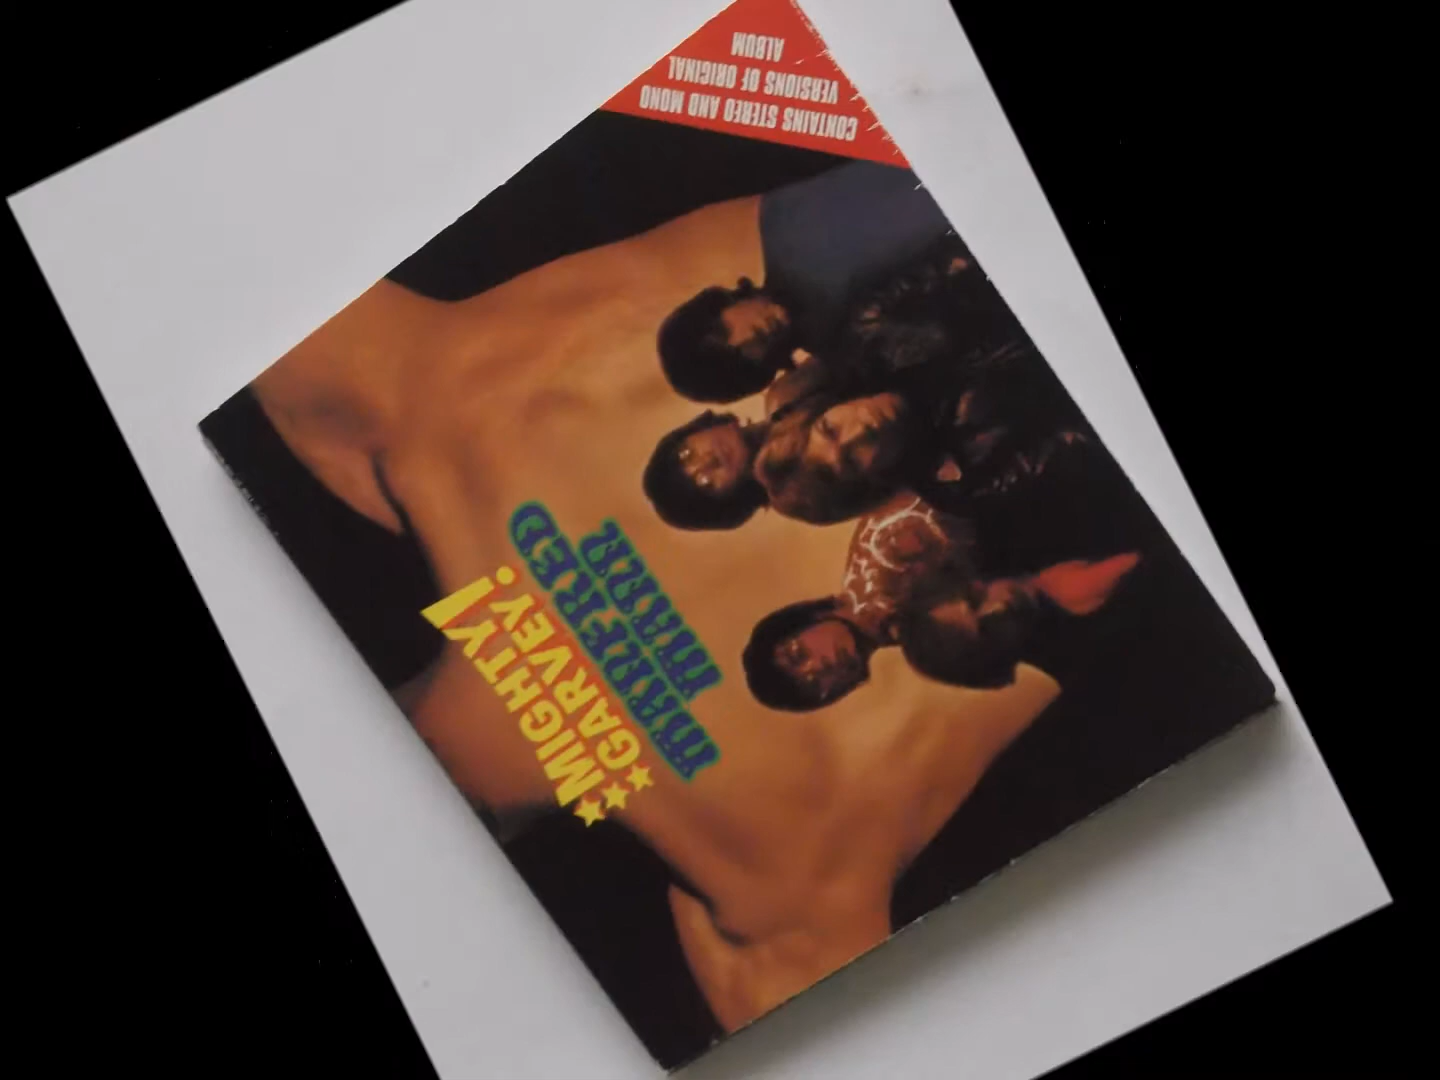 MIGHTY!
GARVEY!
MANFRED
MANN
CONTAINS STEREO AND MONO
VERSIONS OF ORIGINAL
ALBUM